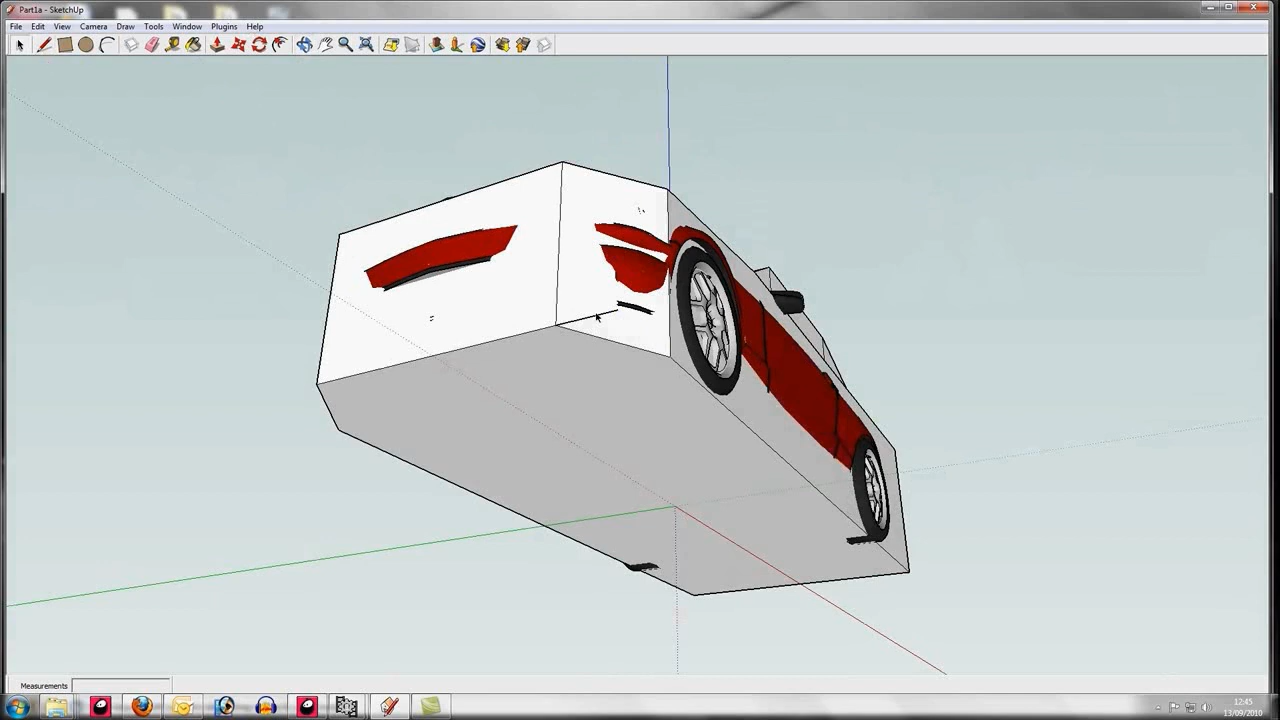 Part1a - SketchUp
File Edit View Camera Draw Tools Window Plugins Help
Measurements
12:45
13/09/2010